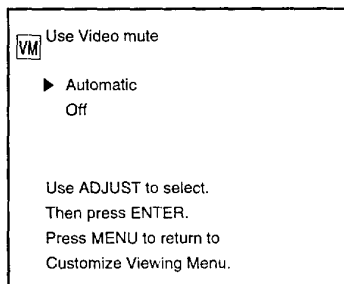 VM Use Video mute
▶ Automatic
Off
Use ADJUST to select.
Then press ENTER.
Press MENU to return to
Customize Viewing Menu.